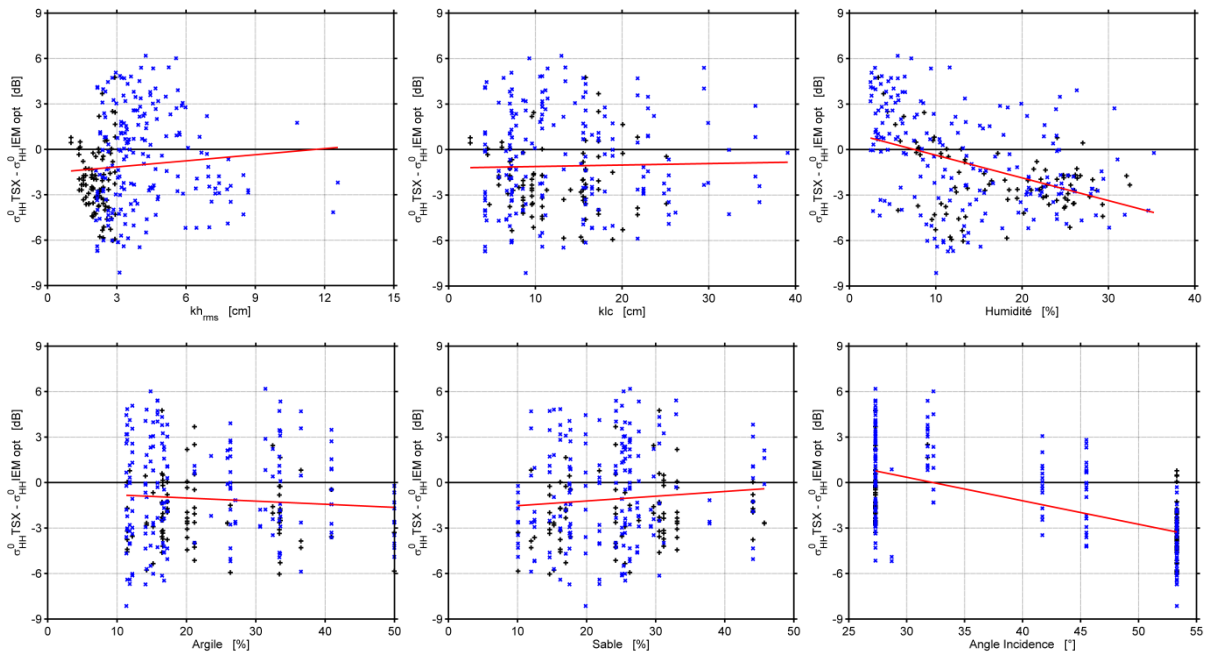 9
6
3
0
-3
-6
-9
σ⁰HH TSX - σ⁰HH IEM opt [dB]
0 3 6 9 12 15
khrms [cm]
9
6
3
0
-3
-6
-9
σ⁰HH TSX - σ⁰HH IEM opt [dB]
0 10 20 30 40
klc [cm]
9
6
3
0
-3
-6
-9
σ⁰HH TSX - σ⁰HH IEM opt [dB]
0 10 20 30 40
Humidité [%]
9
6
3
0
-3
-6
-9
σ⁰HH TSX - σ⁰HH IEM opt [dB]
0 10 20 30 40 50
Argile [%]
9
6
3
0
-3
-6
-9
σ⁰HH TSX - σ⁰HH IEM opt [dB]
0 10 20 30 40 50
Sable [%]
9
6
3
0
-3
-6
-9
σ⁰HH TSX - σ⁰HH IEM opt [dB]
25 30 35 40 45 50 55
Angle Incidence [°]